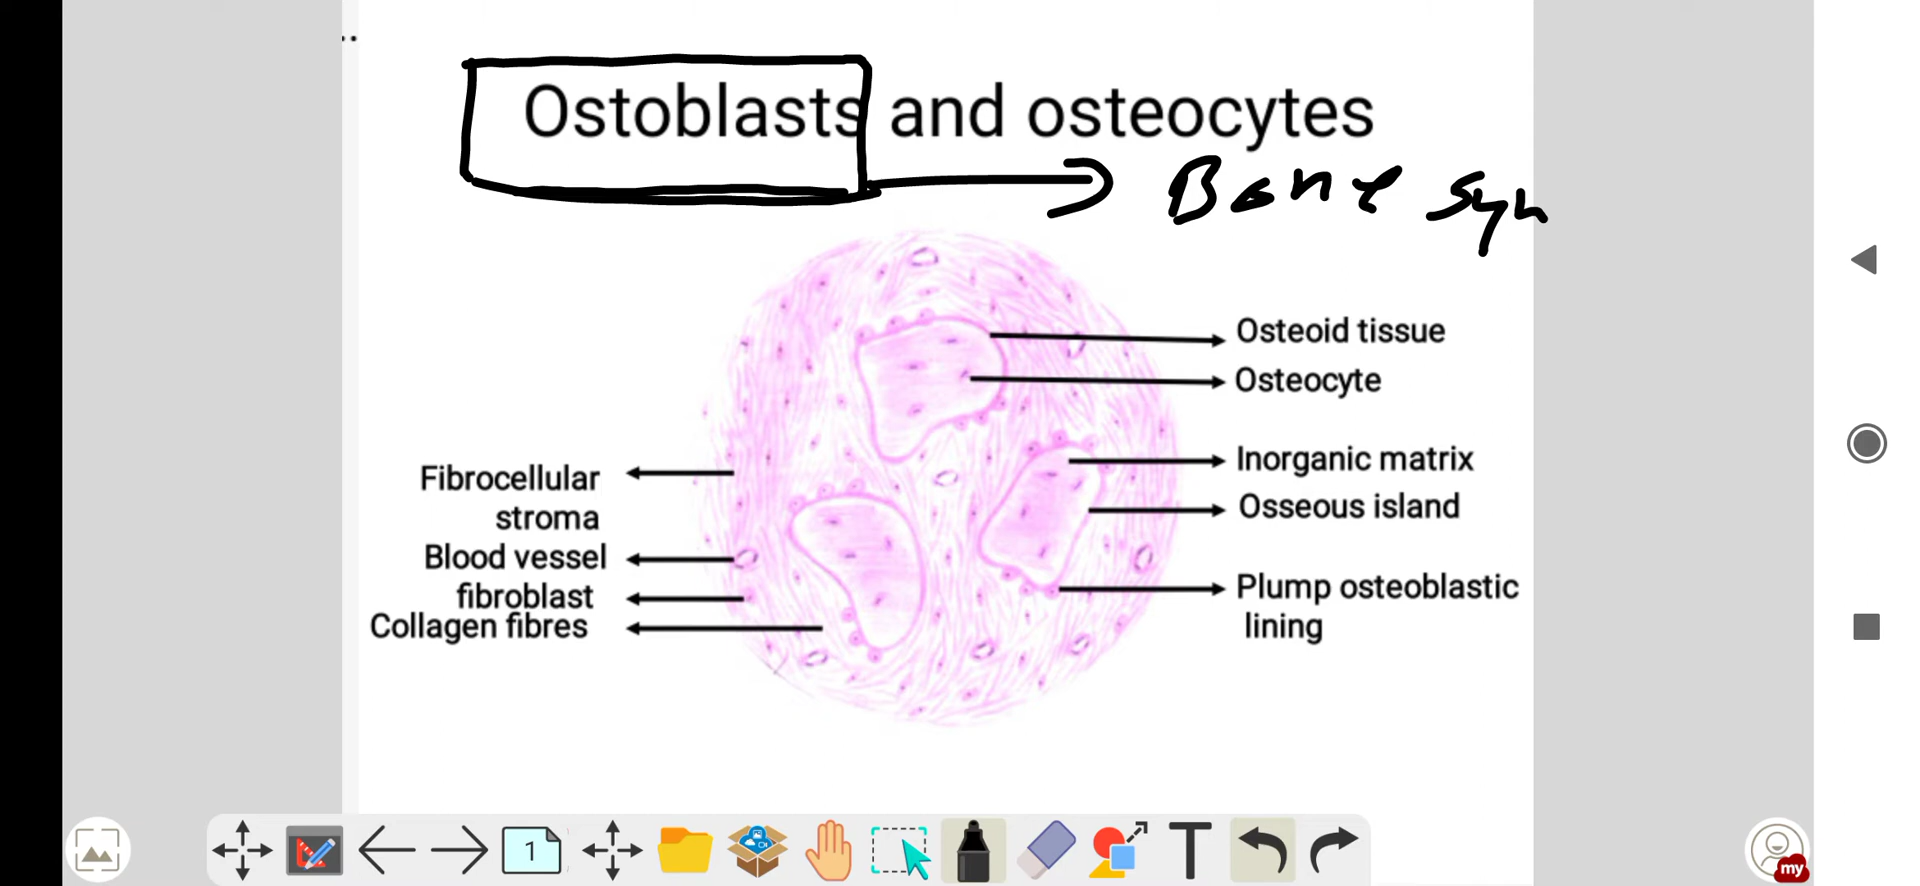 Ostoblasts and osteocytes
Bone syn
Osteoid tissue
Osteocyte
Inorganic matrix
Osseous island
Plump osteoblastic
lining
Fibrocellular
stroma
Blood vessel
fibroblast
Collagen fibres
1
T
my